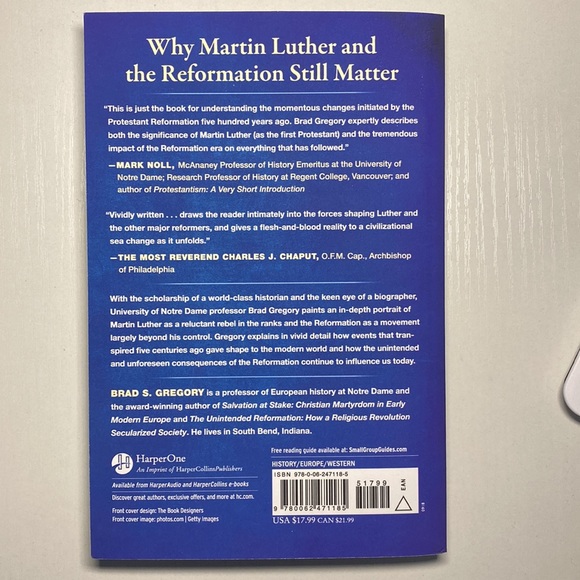 Why Martin Luther and
the Reformation Still Matter
“This is just the book for understanding the momentous changes initiated by the
Protestant Reformation five hundred years ago. Brad Gregory expertly describes
both the significance of Martin Luther (as the first Protestant) and the tremendous
impact of the Reformation era on everything that has followed.”
—MARK NOLL, McAnaney Professor of History Emeritus at the University of
Notre Dame; Research Professor of History at Regent College, Vancouver; and
author of Protestantism: A Very Short Introduction
“Vividly written . . . draws the reader intimately into the forces shaping Luther and
the other major reformers, and gives a flesh-and-blood reality to a civilizational
sea change as it unfolds.”
—THE MOST REVEREND CHARLES J. CHAPUT, O.F.M. Cap., Archbishop
of Philadelphia
With the scholarship of a world-class historian and the keen eye of a biographer,
University of Notre Dame professor Brad Gregory paints an in-depth portrait of
Martin Luther as a reluctant rebel in the ranks and the Reformation as a movement
largely beyond his control. Gregory explains in vivid detail how events that tran-
spired five centuries ago gave shape to the modern world and how the unintended
and unforeseen consequences of the Reformation continue to influence us today.
BRAD S. GREGORY is a professor of European history at Notre Dame and
the award-winning author of Salvation at Stake: Christian Martyrdom in Early
Modern Europe and The Unintended Reformation: How a Religious Revolution
Secularized Society. He lives in South Bend, Indiana.
HarperOne
An Imprint of HarperCollinsPublishers
Available from HarperAudio and HarperCollins e-books
Discover great authors, exclusive offers, and more at hc.com.
Front cover design: The Book Designers
Front cover image: photos.com | Getty Images
Free reading guide available at: SmallGroupGuides.com.
HISTORY/EUROPE/WESTERN
ISBN 978-0-06-247118-5
51799
EAN
9 780062 471185
USA $17.99 CAN $21.99